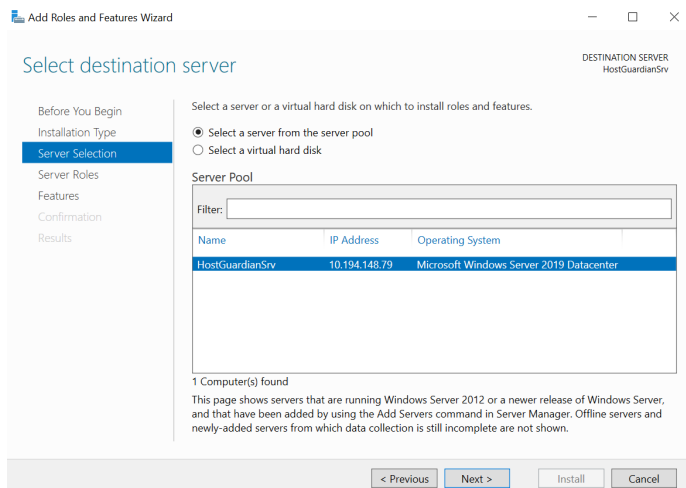 Add Roles and Features Wizard
Select destination server
DESTINATION SERVER
HostGuardianSrv
Before You Begin
Installation Type
Server Selection
Server Roles
Features
Confirmation
Results
Select a server or a virtual hard disk on which to install roles and features.
Select a server from the server pool
Select a virtual hard disk
Server Pool
Filter:
Name IP Address Operating System
HostGuardianSrv 10.194.148.79 Microsoft Windows Server 2019 Datacenter
1 Computer(s) found
This page shows servers that are running Windows Server 2012 or a newer release of Windows Server,
and that have been added by using the Add Servers command in Server Manager. Offline servers and
newly-added servers from which data collection is still incomplete are not shown.
< Previous Next > Install Cancel